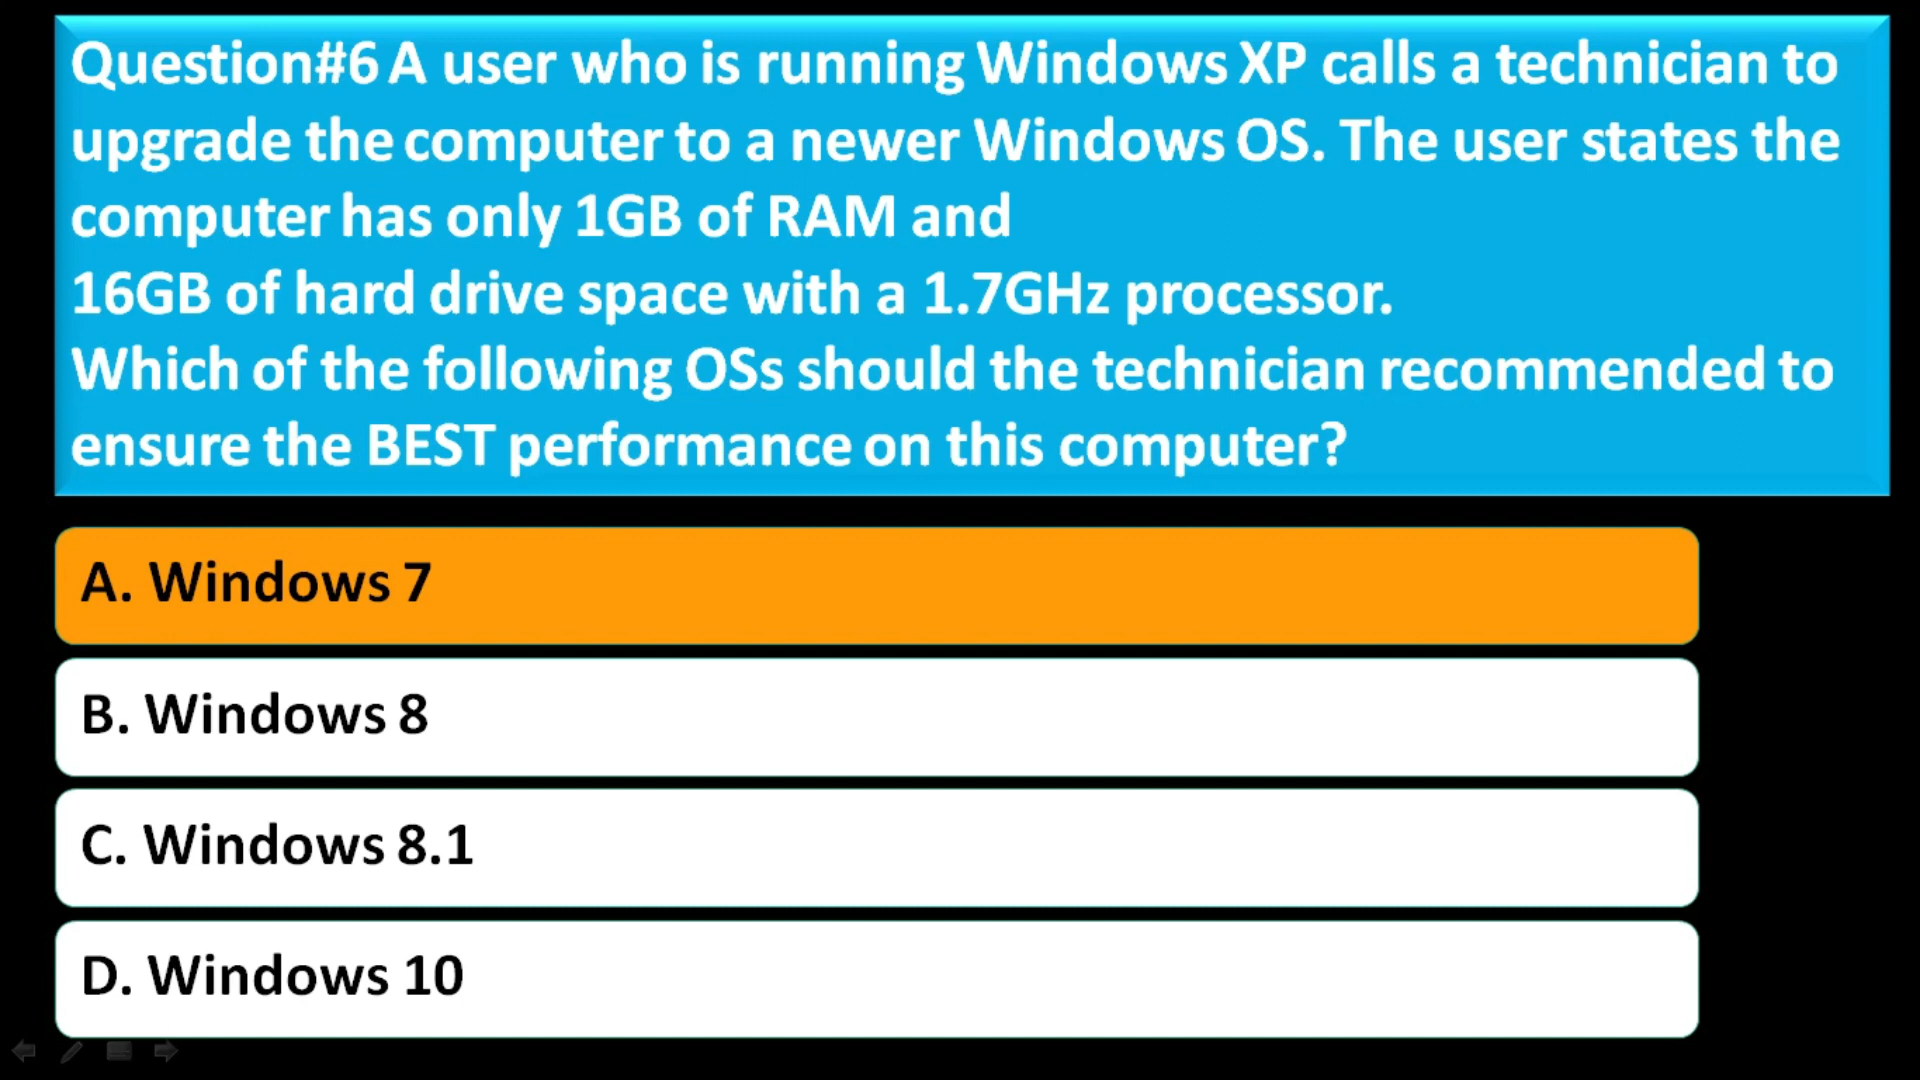 Question#6 A user who is running Windows XP calls a technician to
upgrade the computer to a newer Windows OS. The user states the
computer has only 1GB of RAM and
16GB of hard drive space with a 1.7GHz processor.
Which of the following OSs should the technician recommended to
ensure the BEST performance on this computer?
A. Windows 7
B. Windows 8
C. Windows 8.1
D. Windows 10